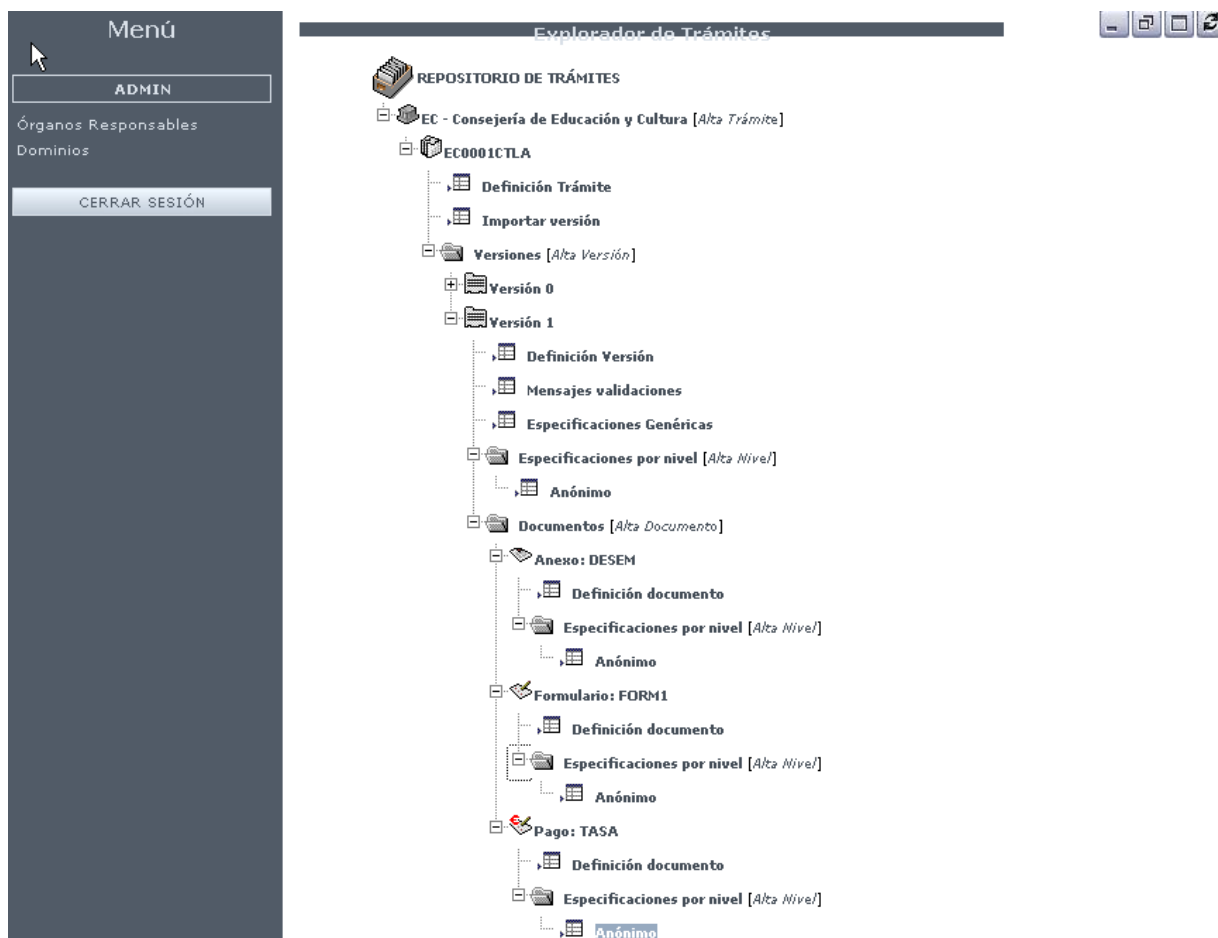 Menú
ADMIN
Órganos Responsables
Dominios
CERRAR SESIÓN
Explorador de Trámites
REPOSITORIO DE TRÁMITES
EC - Consejería de Educación y Cultura [Alta Trámite]
EC0001CTLA
Definición Trámite
Importar versión
Versiones [Alta Versión]
Versión 0
Versión 1
Definición Versión
Mensajes validaciones
Especificaciones Genéricas
Especificaciones por nivel [Alta Nivel]
Anónimo
Documentos [Alta Documento]
Anexo: DESEM
Definición documento
Especificaciones por nivel [Alta Nivel]
Anónimo
Formulario: FORM1
Definición documento
Especificaciones por nivel [Alta Nivel]
Anónimo
Pago: TASA
Definición documento
Especificaciones por nivel [Alta Nivel]
Anónimo